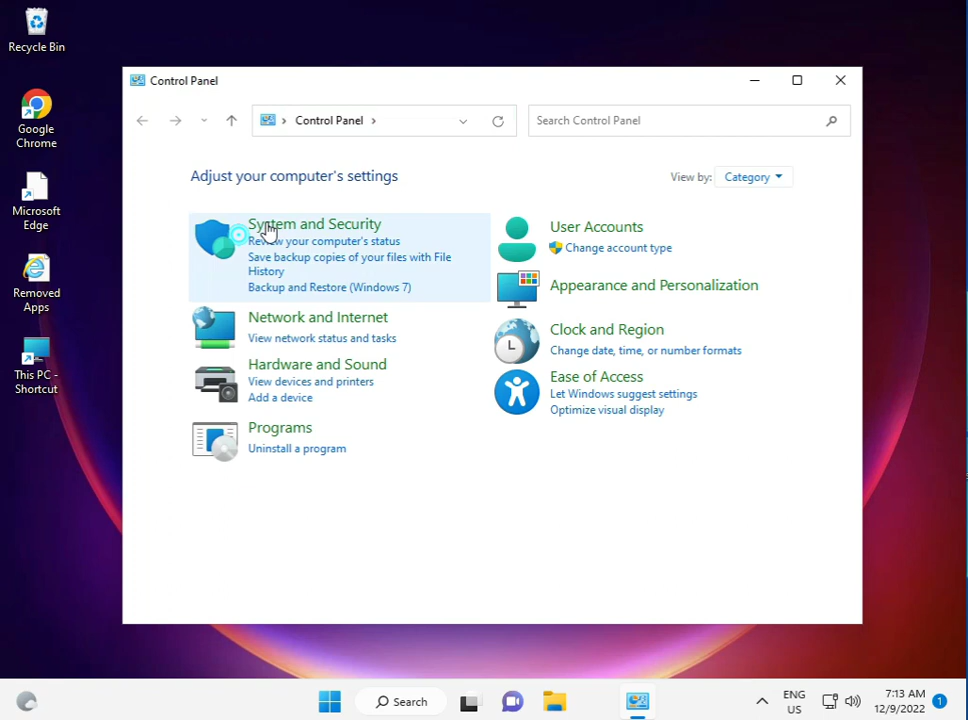 Recycle Bin
Google
Chrome
Microsoft
Edge
Removed
Apps
This PC -
Shortcut
Control Panel
Control Panel
Search Control Panel
Adjust your computer's settings
View by: Category
System and Security
Review your computer's status
Save backup copies of your files with File
History
Backup and Restore (Windows 7)
Network and Internet
View network status and tasks
Hardware and Sound
View devices and printers
Add a device
Programs
Uninstall a program
User Accounts
Change account type
Appearance and Personalization
Clock and Region
Change date, time, or number formats
Ease of Access
Let Windows suggest settings
Optimize visual display
Search
ENG
US
7:13 AM
12/9/2022
1